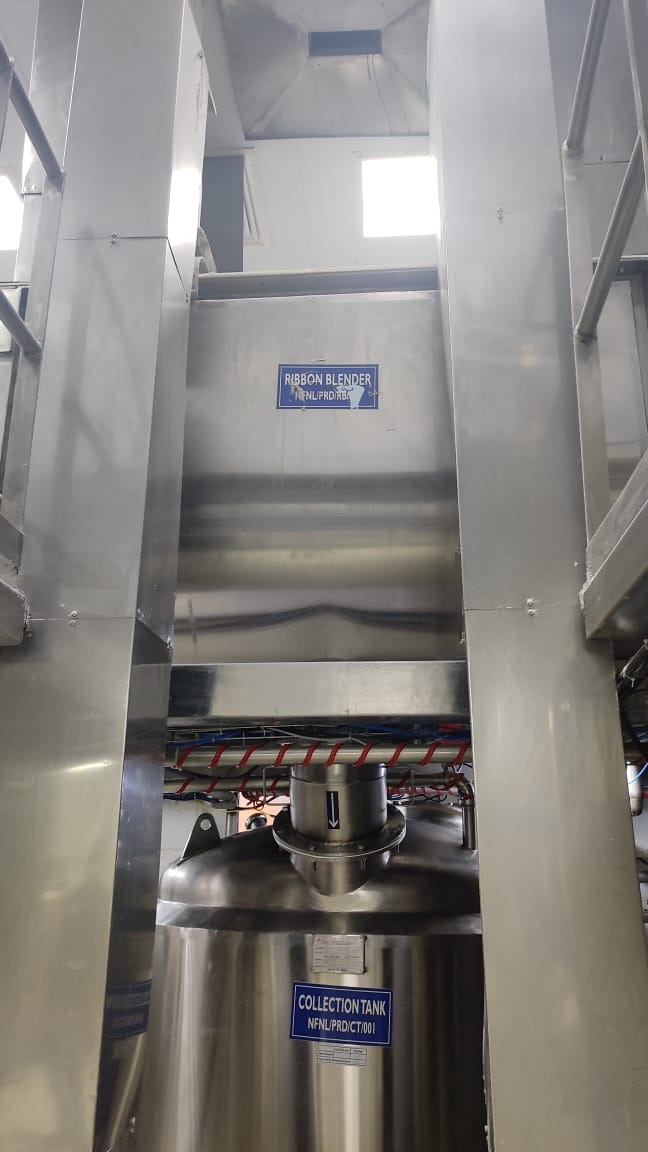 RIBBON BLENDER
NFNL/PRD/RB
COLLECTION TANK
NFNL/PRD/CT/001